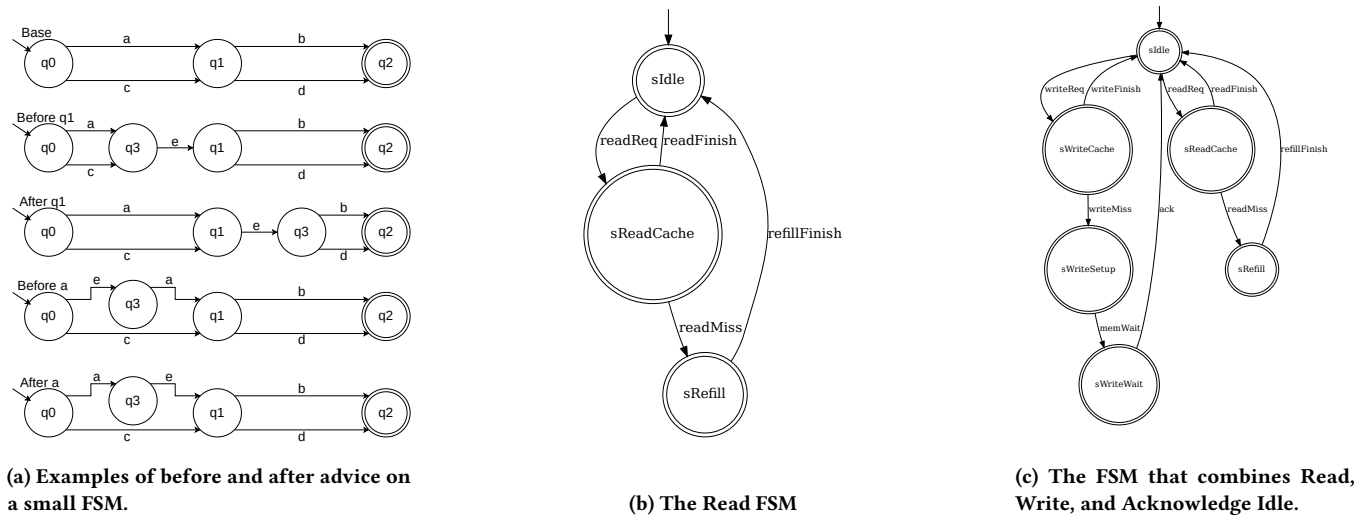 Base
a
b
q0
q1
q2
c
d
Before q1
a
b
q0
q3
e
q1
q2
c
d
After q1
a
b
q0
q1
e
q3
q2
c
d
Before a
e
a
b
q3
q0
q1
q2
c
d
After a
a
e
b
q3
q0
q1
q2
c
d
(a) Examples of before and after advice on
a small FSM.
sIdle
readReq
readFinish
sReadCache
refillFinish
readMiss
sRefill
(b) The Read FSM
sIdle
writeReq
writeFinish
readReq
readFinish
sWriteCache
sReadCache
refillFinish
writeMiss
ack
readMiss
sWriteSetup
sRefill
memWait
sWriteWait
(c) The FSM that combines Read,
Write, and Acknowledge Idle.